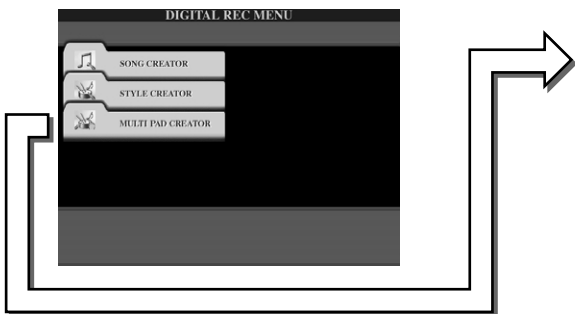 DIGITAL REC MENU
SONG CREATOR
STYLE CREATOR
MULTI PAD CREATOR